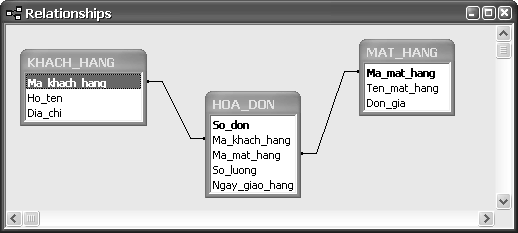 Relationships
KHACH_HANG
Ma_khach_hang
Ho_ten
Dia_chi
HOA_DON
So_don
Ma_khach_hang
Ma_mat_hang
So_luong
Ngay_giao_hang
MAT_HANG
Ma_mat_hang
Ten_mat_hang
Don_gia